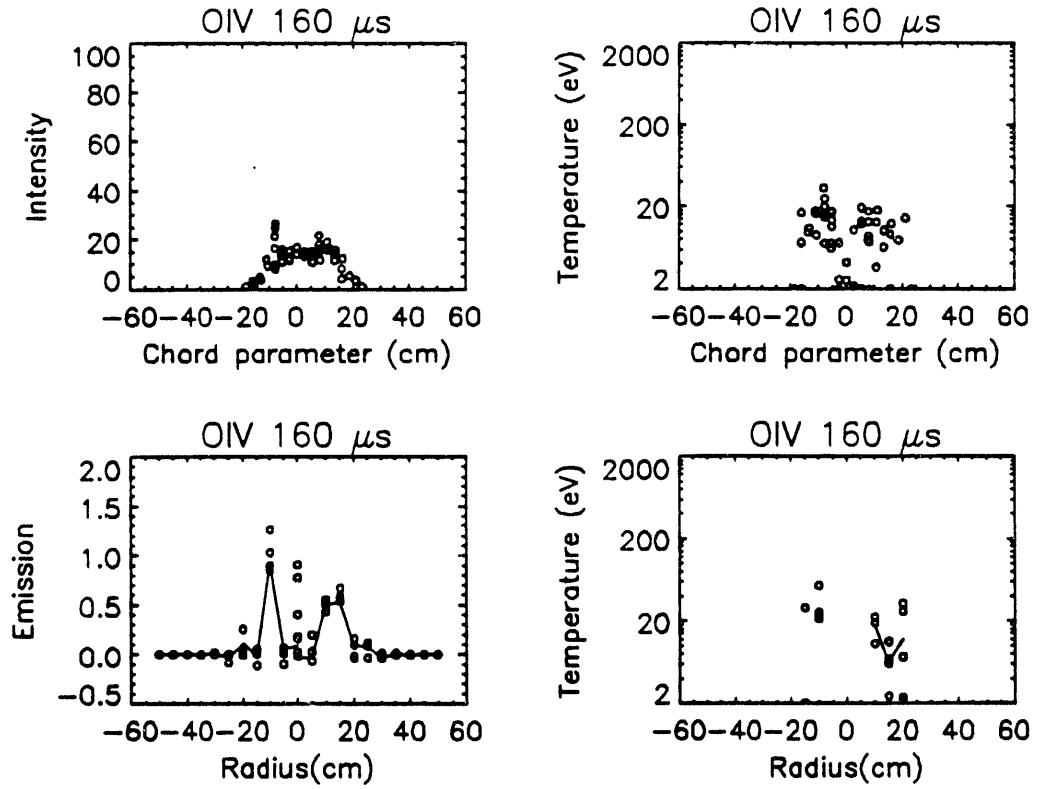 OIV 160 μs
100
80
60
40
20
0
Intensity
−60−40−20 0 20 40 60
Chord parameter (cm)
OIV 160 μs
2000
200
20
2
Temperature (eV)
−60−40−20 0 20 40 60
Chord parameter (cm)
OIV 160 μs
2.0
1.5
1.0
0.5
0.0
−0.5
Emission
−60−40−20 0 20 40 60
Radius(cm)
OIV 160 μs
2000
200
20
2
Temperature (eV)
−60−40−20 0 20 40 60
Radius(cm)